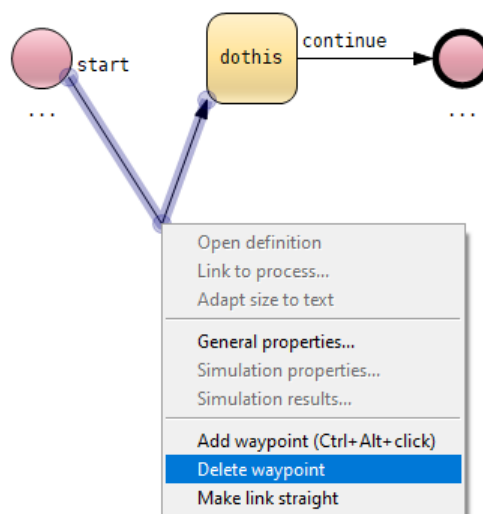 start
dothis
continue
...
...
Open definition
Link to process...
Adapt size to text
General properties...
Simulation properties...
Simulation results...
Add waypoint (Ctrl+Alt+click)
Delete waypoint
Make link straight